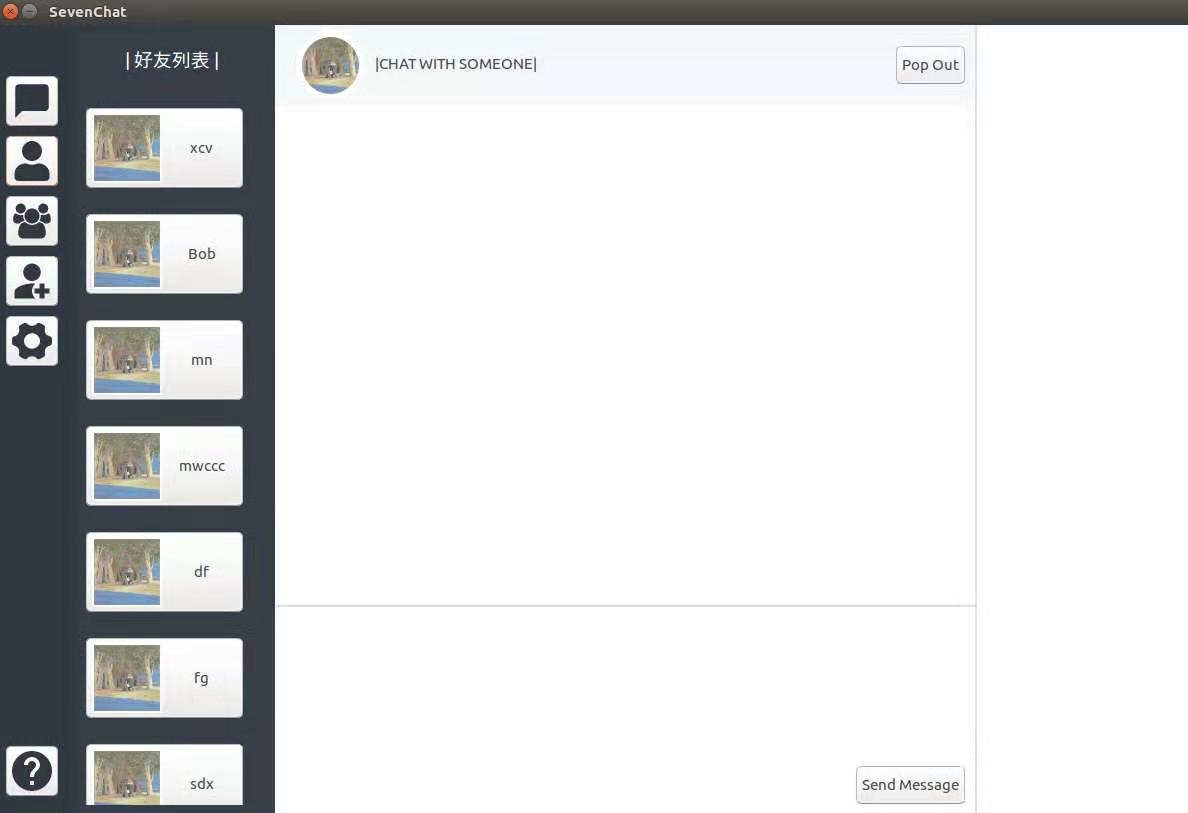 SevenChat
|好友列表|
xcv
Bob
mn
mwccc
df
fg
sdx
|CHAT WITH SOMEONE|
Pop Out
Send Message